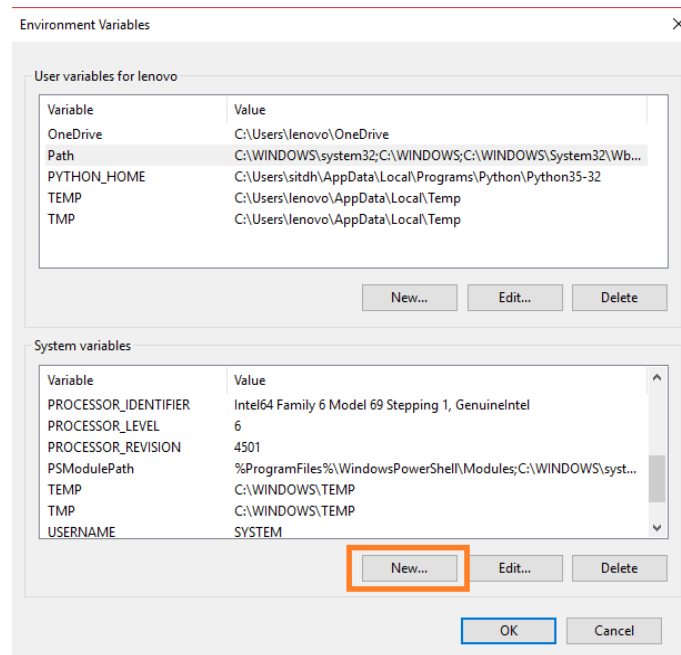 Environment Variables
User variables for lenovo
Variable Value
OneDrive C:\Users\lenovo\OneDrive
Path C:\WINDOWS\system32;C:\WINDOWS;C:\WINDOWS\System32\Wb...
PYTHON_HOME C:\Users\sitdh\AppData\Local\Programs\Python\Python35-32
TEMP C:\Users\lenovo\AppData\Local\Temp
TMP C:\Users\lenovo\AppData\Local\Temp
New... Edit... Delete
System variables
Variable Value
PROCESSOR_IDENTIFIER Intel64 Family 6 Model 69 Stepping 1, GenuineIntel
PROCESSOR_LEVEL 6
PROCESSOR_REVISION 4501
PSModulePath %ProgramFiles%\WindowsPowerShell\Modules;C:\WINDOWS\syst...
TEMP C:\WINDOWS\TEMP
TMP C:\WINDOWS\TEMP
USERNAME SYSTEM
New... Edit... Delete
OK Cancel